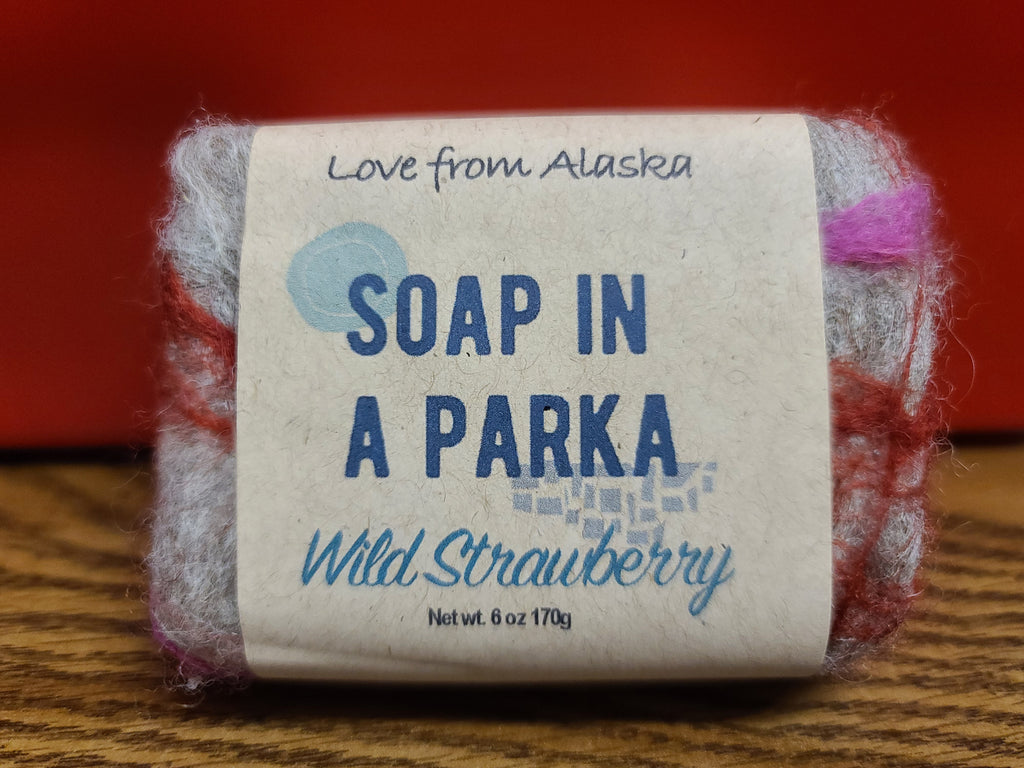 Love from Alaska
SOAP IN
A PARKA
Wild Strawberry
Net wt. 6 oz 170g